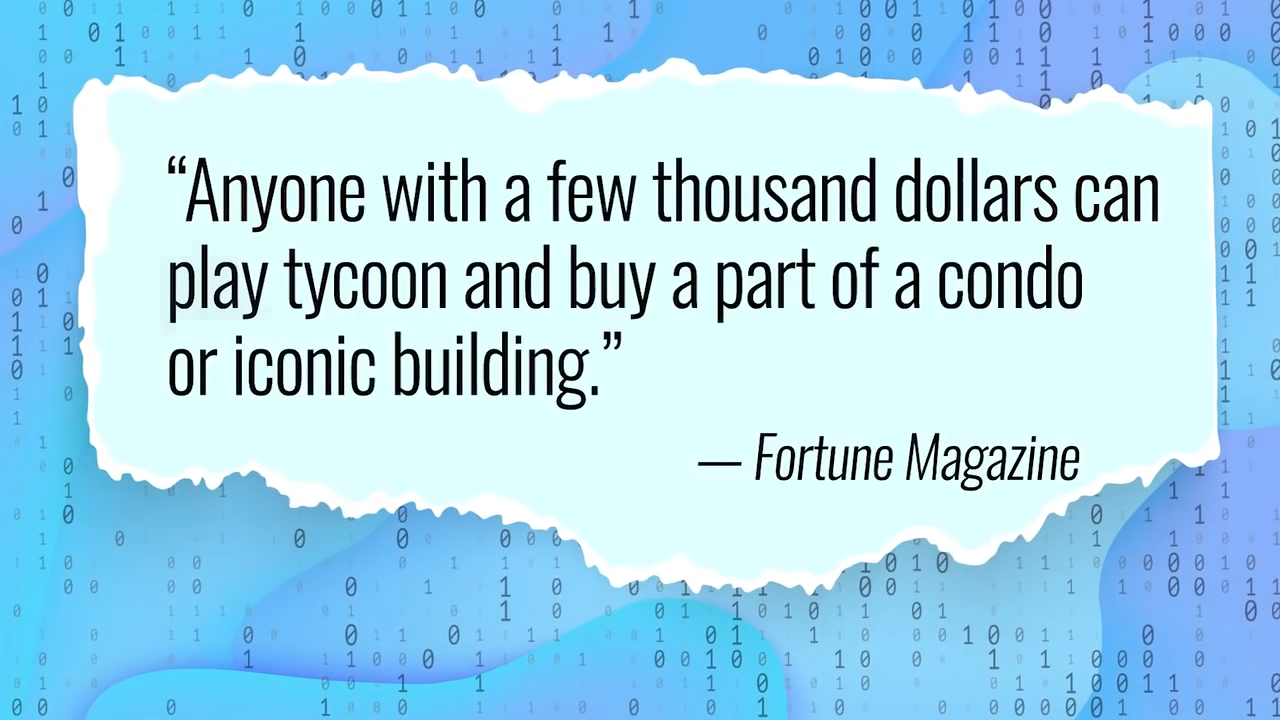 “Anyone with a few thousand dollars can
play tycoon and buy a part of a condo
or iconic building.”
— Fortune Magazine